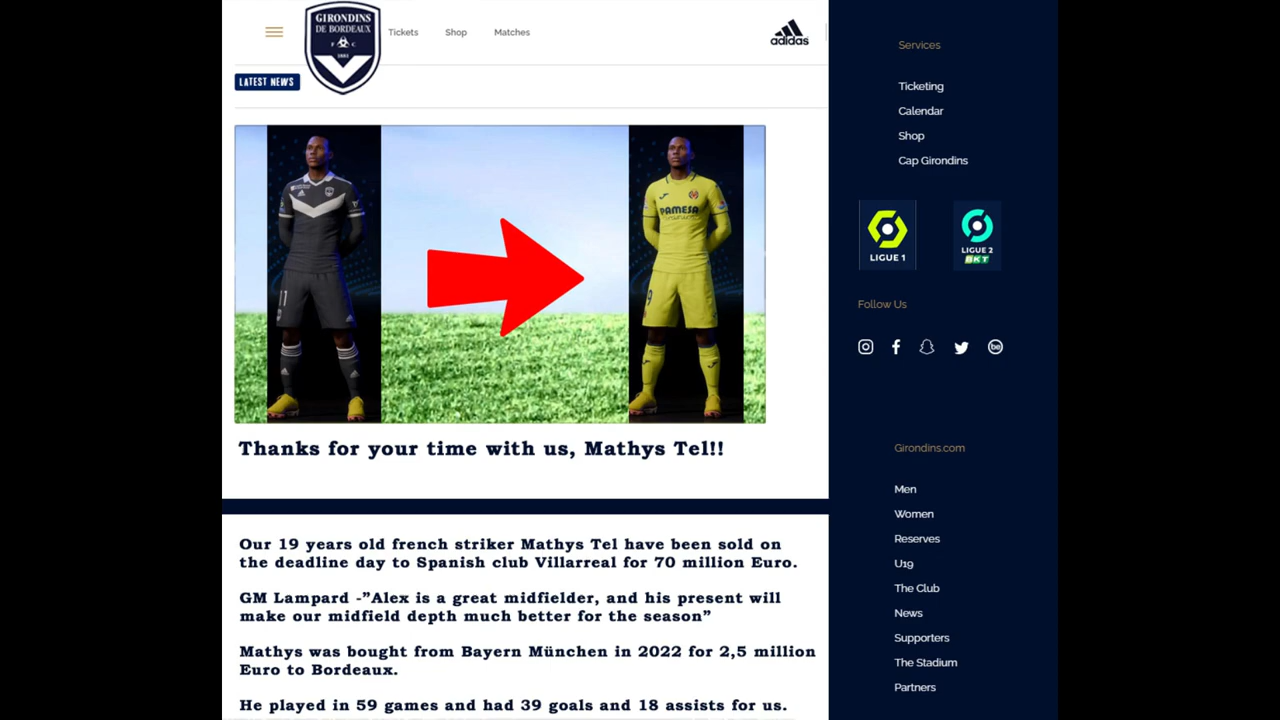 GIRONDINS
DE BORDEAUX
F C
1881
Tickets
Shop
Matches
adidas
LATEST NEWS
PAMESA
Thanks for your time with us, Mathys Tel!!
Our 19 years old french striker Mathys Tel have been sold on
the deadline day to Spanish club Villarreal for 70 million Euro.
GM Lampard -”Alex is a great midfielder, and his present will
make our midfield depth much better for the season”
Mathys was bought from Bayern München in 2022 for 2,5 million
Euro to Bordeaux.
He played in 59 games and had 39 goals and 18 assists for us.
Services
Ticketing
Calendar
Shop
Cap Girondins
LIGUE 1
LIGUE 2
BKT
Follow Us
Girondins.com
Men
Women
Reserves
U19
The Club
News
Supporters
The Stadium
Partners